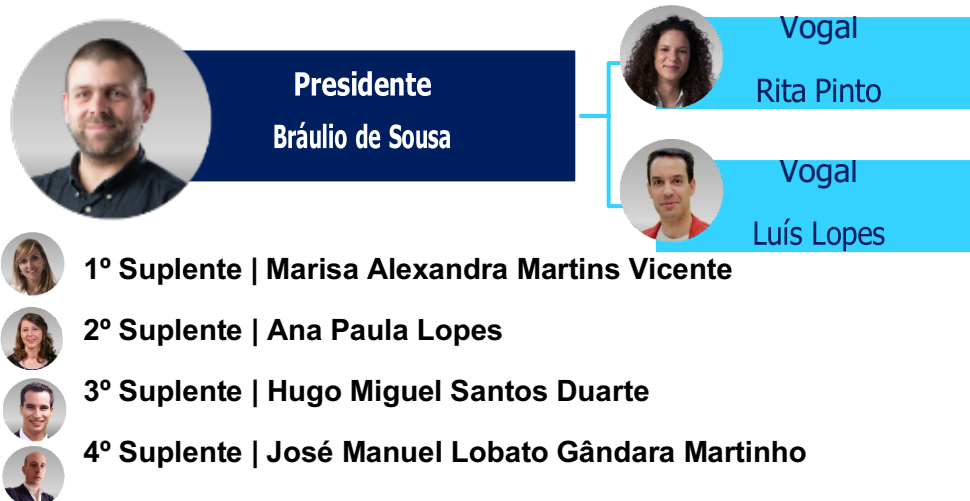 Presidente
Bráulio de Sousa
Vogal
Rita Pinto
Vogal
Luís Lopes
1º Suplente | Marisa Alexandra Martins Vicente
2º Suplente | Ana Paula Lopes
3º Suplente | Hugo Miguel Santos Duarte
4º Suplente | José Manuel Lobato Gândara Martinho